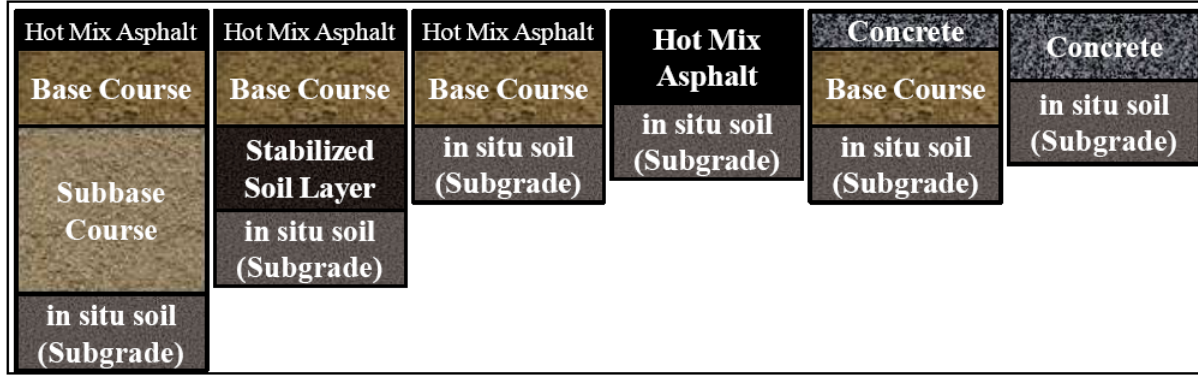 Hot Mix Asphalt
Base Course
Subbase
Course
in situ soil
(Subgrade)
Hot Mix Asphalt
Base Course
Stabilized
Soil Layer
in situ soil
(Subgrade)
Hot Mix Asphalt
Base Course
in situ soil
(Subgrade)
Hot Mix
Asphalt
in situ soil
(Subgrade)
Concrete
Base Course
in situ soil
(Subgrade)
Concrete
in situ soil
(Subgrade)